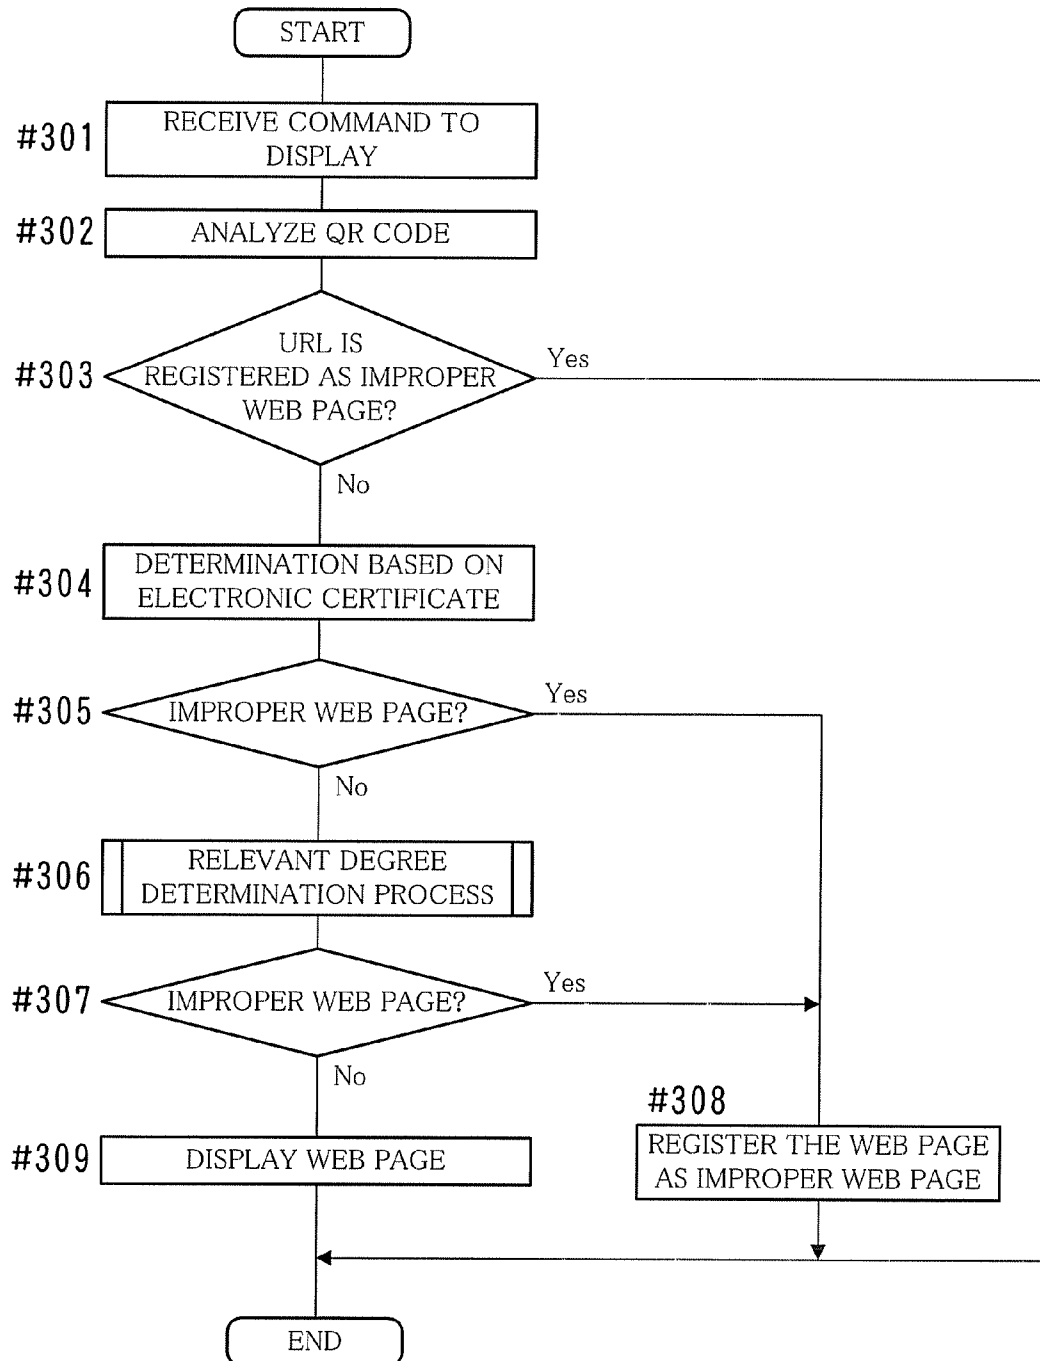 START
#301
RECEIVE COMMAND TO
DISPLAY
#302
ANALYZE QR CODE
#303
URL IS
REGISTERED AS IMPROPER
WEB PAGE?
Yes
No
#304
DETERMINATION BASED ON
ELECTRONIC CERTIFICATE
#305
IMPROPER WEB PAGE?
Yes
No
#306
RELEVANT DEGREE
DETERMINATION PROCESS
#307
IMPROPER WEB PAGE?
Yes
No
#308
REGISTER THE WEB PAGE
AS IMPROPER WEB PAGE
#309
DISPLAY WEB PAGE
END